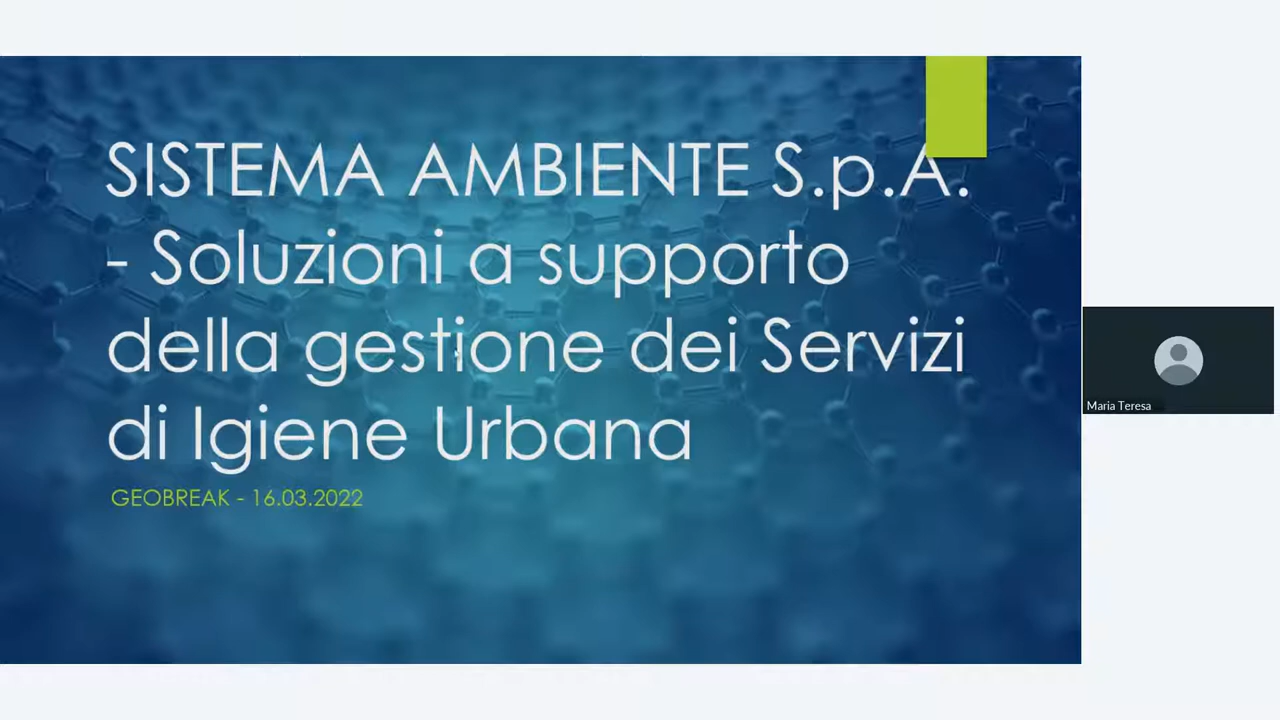 SISTEMA AMBIENTE S.p.A.
- Soluzioni a supporto
della gestione dei Servizi
di Igiene Urbana
GEOBREAK - 16.03.2022
Maria Teresa